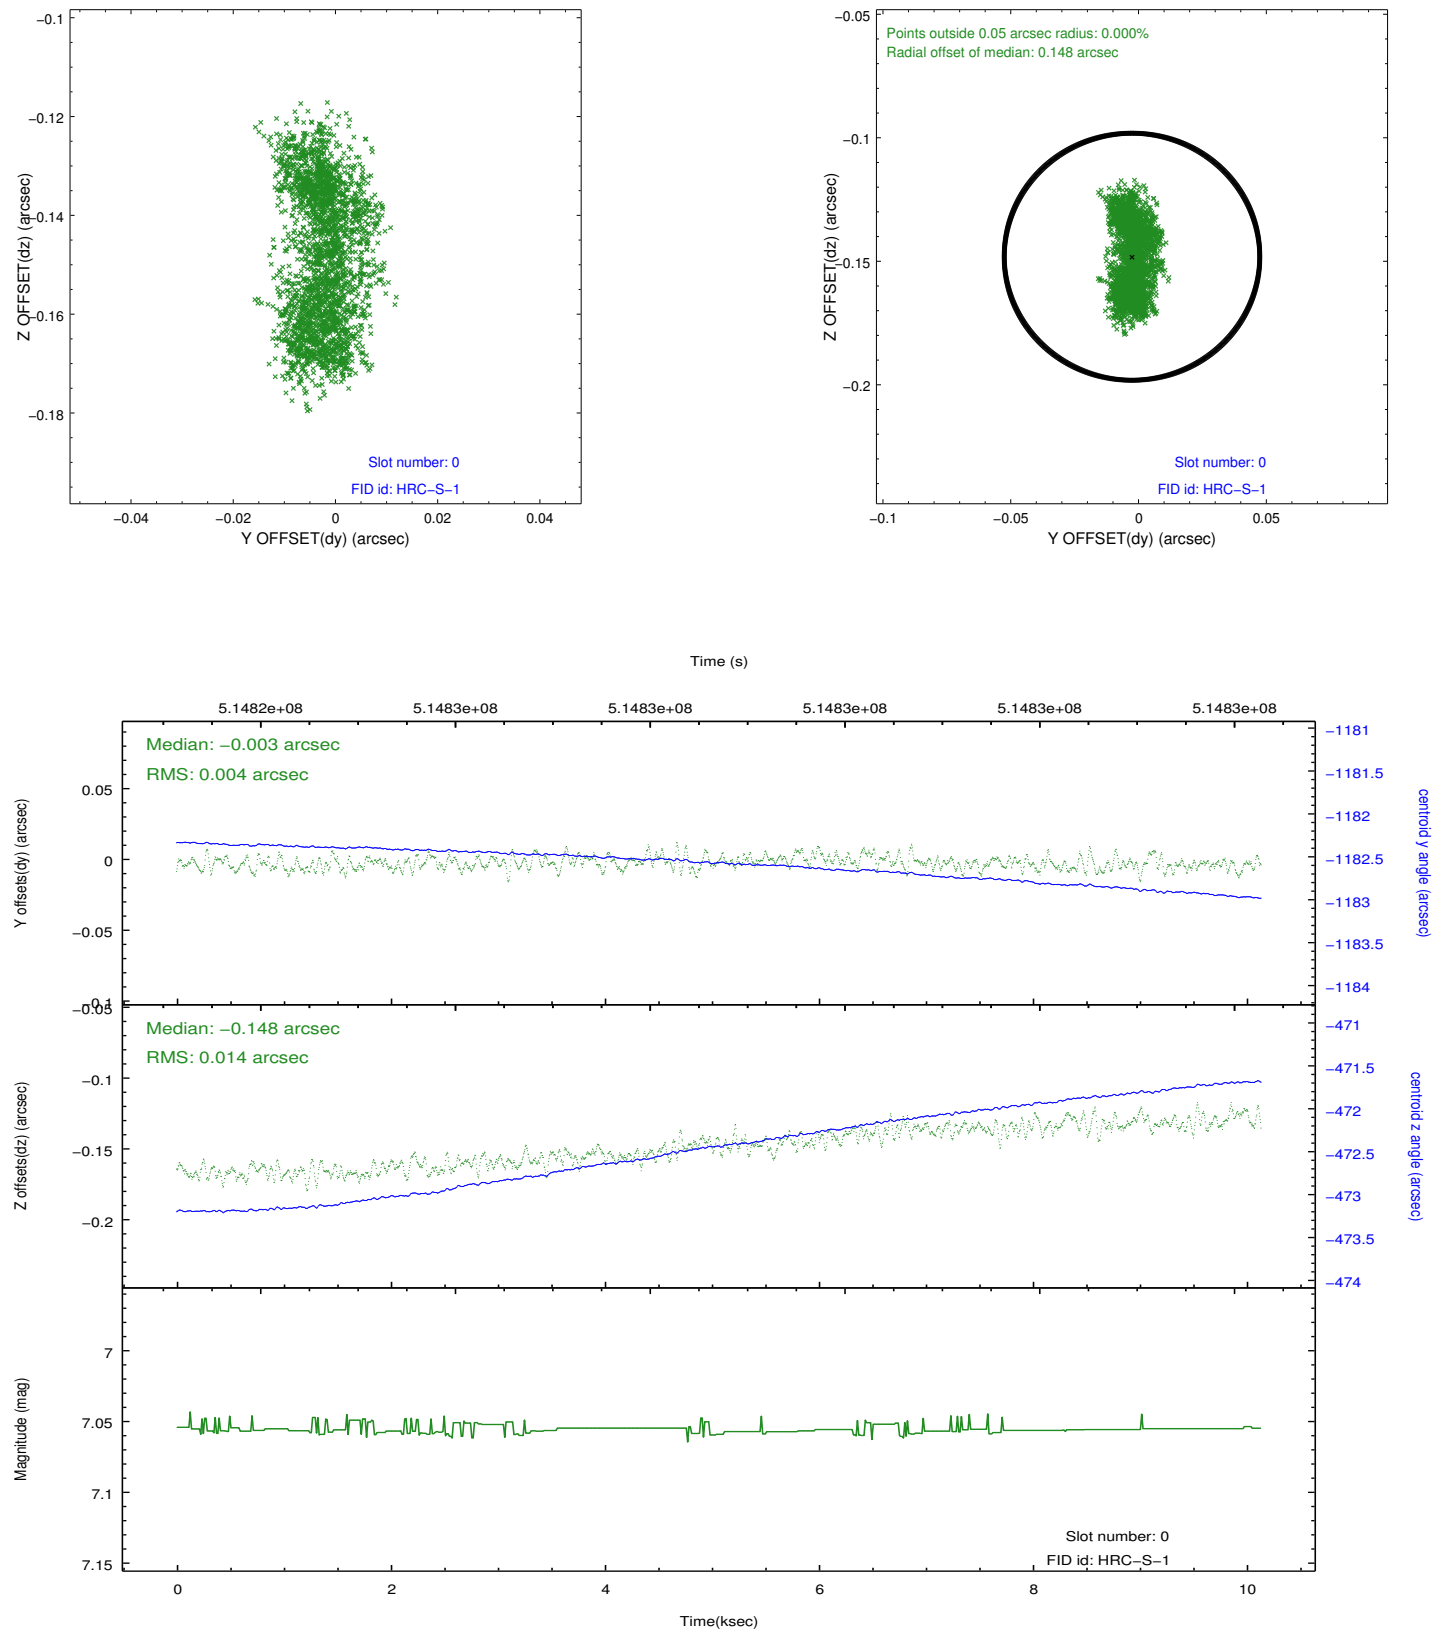 −0.1
−0.12
−0.14
−0.16
−0.18
Z OFFSET(dz) (arcsec)
Slot number: 0
FID id: HRC−S−1
−0.04
−0.02
0
0.02
0.04
Y OFFSET(dy) (arcsec)
−0.05
−0.1
−0.15
−0.2
Z OFFSET(dz) (arcsec)
Points outside 0.05 arcsec radius: 0.000%
Radial offset of median: 0.148 arcsec
Slot number: 0
FID id: HRC−S−1
−0.1
−0.05
0
0.05
Y OFFSET(dy) (arcsec)
Time (s)
5.1482e+08
5.1483e+08
5.1483e+08
5.1483e+08
5.1483e+08
5.1483e+08
Median: −0.003 arcsec
RMS: 0.004 arcsec
Y offsets(dy) (arcsec)
0.05
0
−0.05
−0.1
−1181
−1181.5
−1182
−1182.5
−1183
−1183.5
−1184
centroid y angle (arcsec)
Median: −0.148 arcsec
RMS: 0.014 arcsec
Z offsets(dz) (arcsec)
−0.05
−0.1
−0.15
−0.2
−471
−471.5
−472
−472.5
−473
−473.5
−474
centroid z angle (arcsec)
Magnitude (mag)
7
7.05
7.1
7.15
Slot number: 0
FID id: HRC−S−1
0
2
4
6
8
10
Time(ksec)